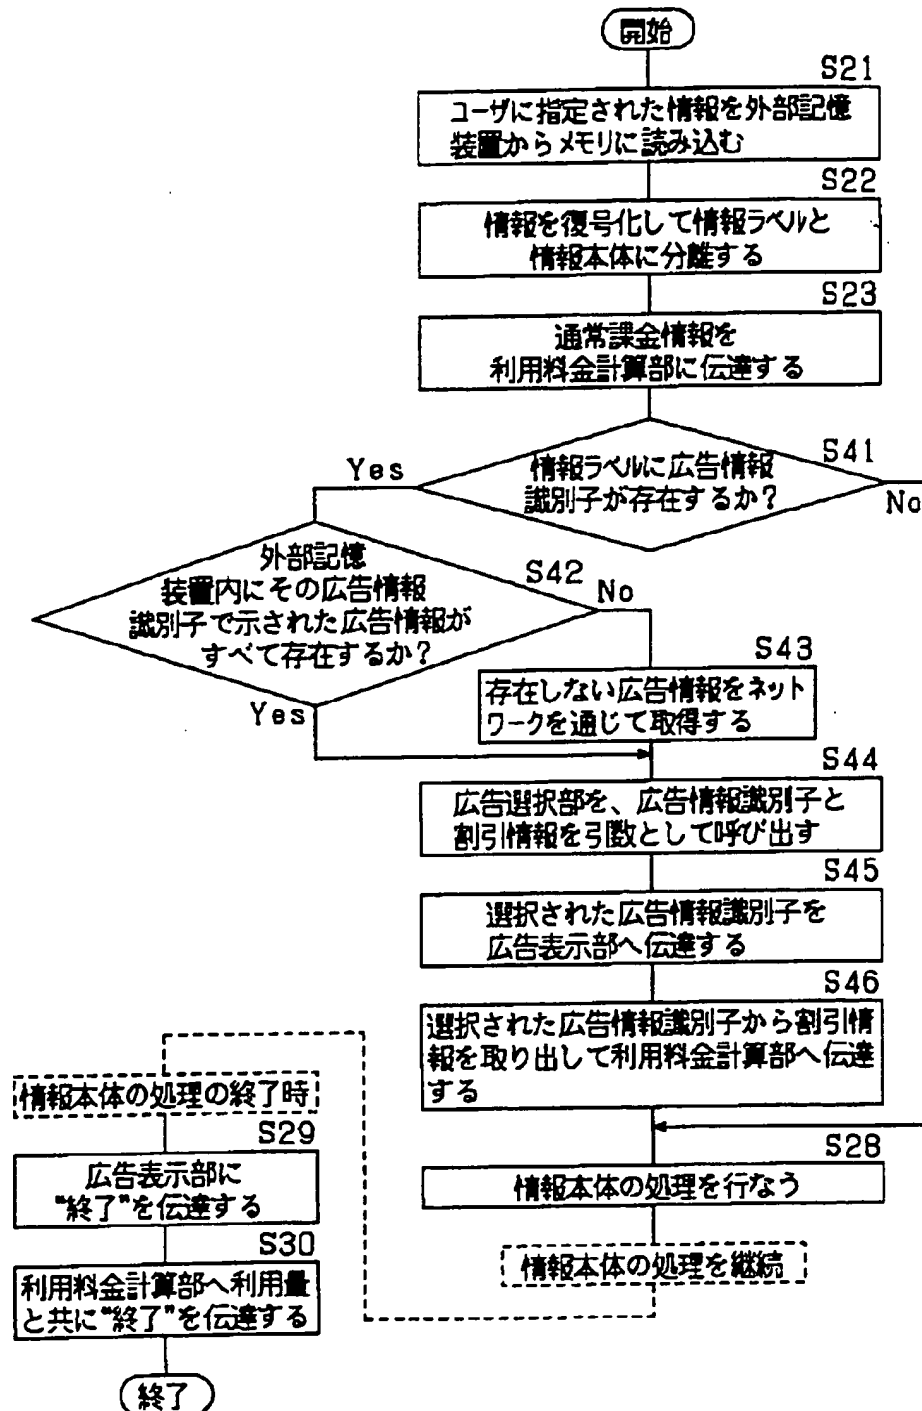 開始
S21
ユーザに指定された情報を外部記憶
装置からメモリに読み込む
S22
情報を復号化して情報ラベルと
情報本体に分離する
S23
通常課金情報を
利用料金計算部に伝達する
S41
情報ラベルに広告情報
識別子が存在するか?
Yes
No
S42
外部記憶
装置内にその広告情報
識別子で示された広告情報が
すべて存在するか?
No
Yes
S43
存在しない広告情報をネット
ワークを通じて取得する
S44
広告選択部を、広告情報識別子と
割引情報を引数として呼び出す
S45
選択された広告情報識別子を
広告表示部へ伝達する
S46
選択された広告情報識別子から割引情
報を取り出して利用料金計算部へ伝達
する
S28
情報本体の処理を行なう
情報本体の処理を継続
情報本体の処理の終了時
S29
広告表示部に
“終了”を伝達する
S30
利用料金計算部へ利用量
と共に“終了”を伝達する
終了